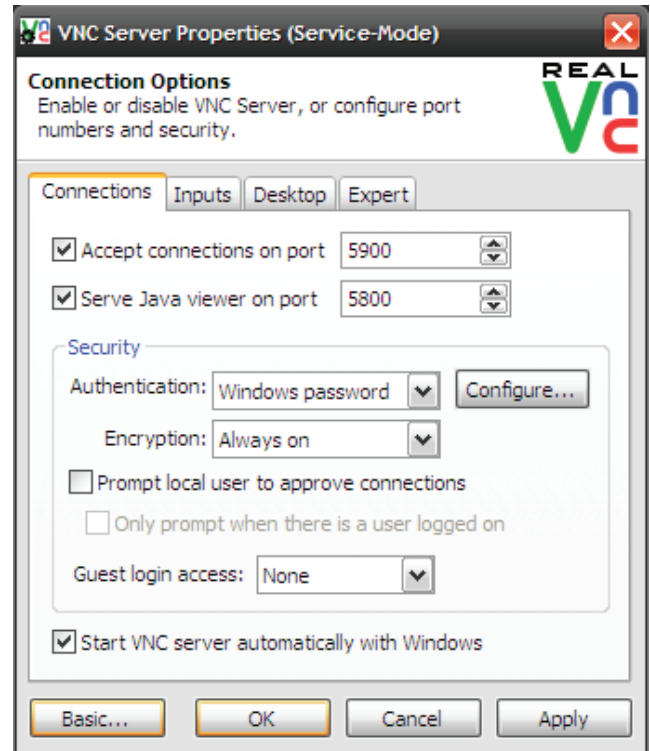 VNC Server Properties (Service-Mode)
Connection Options
Enable or disable VNC Server, or configure port
numbers and security.
REAL
Vnc
Connections Inputs Desktop Expert
Accept connections on port 5900
Serve Java viewer on port 5800
Security
Authentication: Windows password Configure...
Encryption: Always on
Prompt local user to approve connections
Only prompt when there is a user logged on
Guest login access: None
Start VNC server automatically with Windows
Basic... OK Cancel Apply